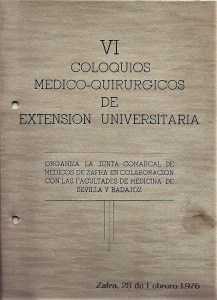 VI
COLOQUIOS
MEDICO-QUIRURGICOS
DE
EXTENSION UNIVERSITARIA
ORGANIZA LA JUNTA COMARCAL DE
MEDICOS DE ZAFRA EN COLABORACION
CON LAS FACULTADES DE MEDICINA DE
SEVILLA Y BADAJOZ
Zafra, 28 de Febrero 1976